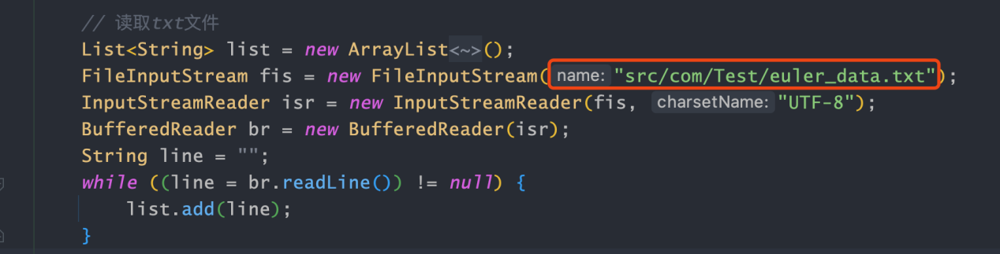 // 读取txt文件
List<String> list = new ArrayList<~>();
FileInputStream fis = new FileInputStream( name: "src/com/Test/euler_data.txt");
InputStreamReader isr = new InputStreamReader(fis, charsetName: "UTF-8");
BufferedReader br = new BufferedReader(isr);
String line = "";
while ((line = br.readLine()) != null) {
    list.add(line);
}